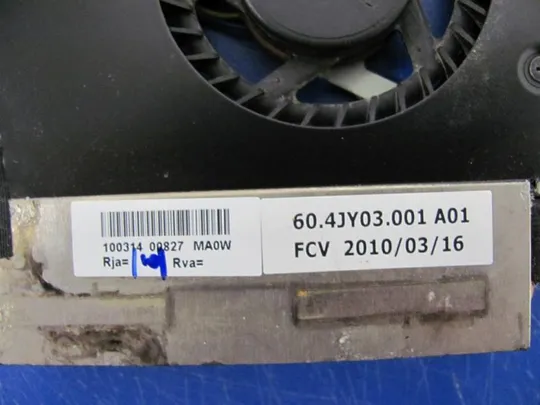 100314 00827 MA0W
Rja= Rva=
60.4JY03.001 A01
FCV 2010/03/16